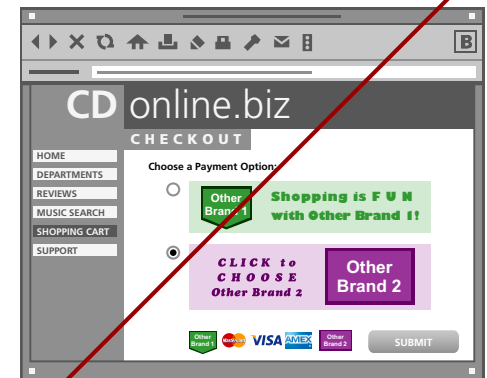 B
CD online.biz
CHECKOUT
HOME
DEPARTMENTS
REVIEWS
MUSIC SEARCH
SHOPPING CART
SUPPORT
Choose a Payment Option:
Other
Brand 1
Shopping is F U N
with Other Brand 1!
CLICK to
CHOOSE
Other Brand 2
Other
Brand 2
Other
Brand 1
MasterCard
VISA
AMEX
Other
Brand 2
SUBMIT